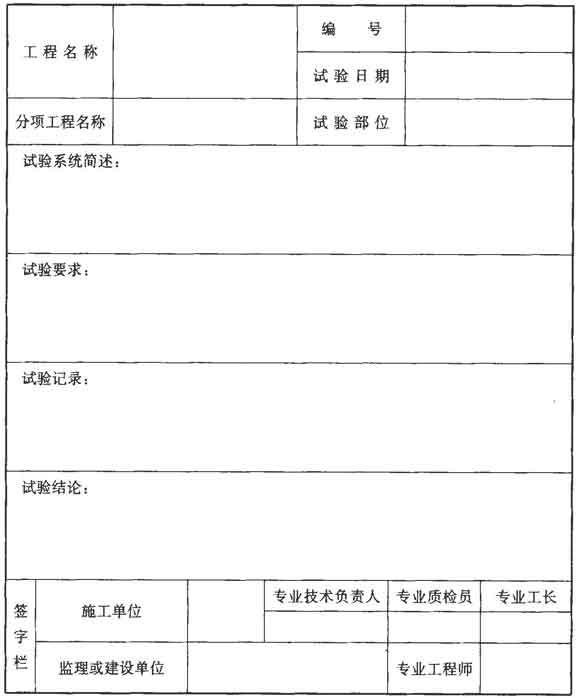 工程名称
编 号
试验日期
分项工程名称
试验部位
试验系统简述：
试验要求：
试验记录：
试验结论：
签字栏
施工单位
专业技术负责人
专业质检员
专业工长
监理或建设单位
专业工程师